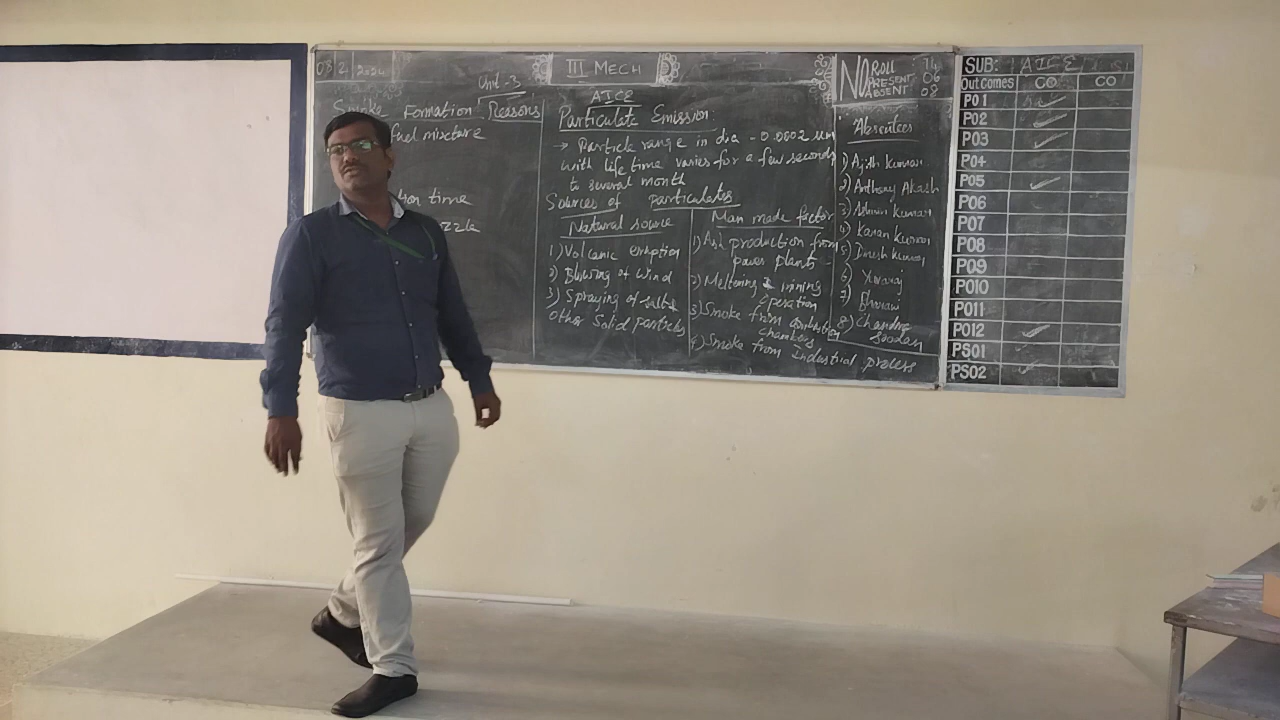 03 2 2024
III MECH
Unit-3
Smoke Formation Reasons
fuel mixture
time
AICE
Particulate Emission
→ Particle range in dia - 0.0002 µm
with life time varies for a few seconds
to several month
Sources of particulates
Natural source
1) Volcanic eruption
2) Blowing of Wind
3) Spraying of salt &
Other Solid particles
Man made factor
1) Ash production from
power plants
2) Meltening & mining
Operation
3) Smoke from Combustion
chambers
4) Smoke from industrial process
NO
ROLL 14
PRESENT 06
ABSENT 08
Absentees
1) Ajith Kumar
2) Anthony Akash
3) Ashwin Kumar
4) Karan Kumar
5) Dinesh Kumar
6) Yuvaraj
7)
8) Chandra
SUB: AICE
Outcomes CO CO
PO1
PO2
PO3
PO4
PO5
PO6
PO7
PO8
PO9
PO10
PO11
PO12
PSO1
PSO2